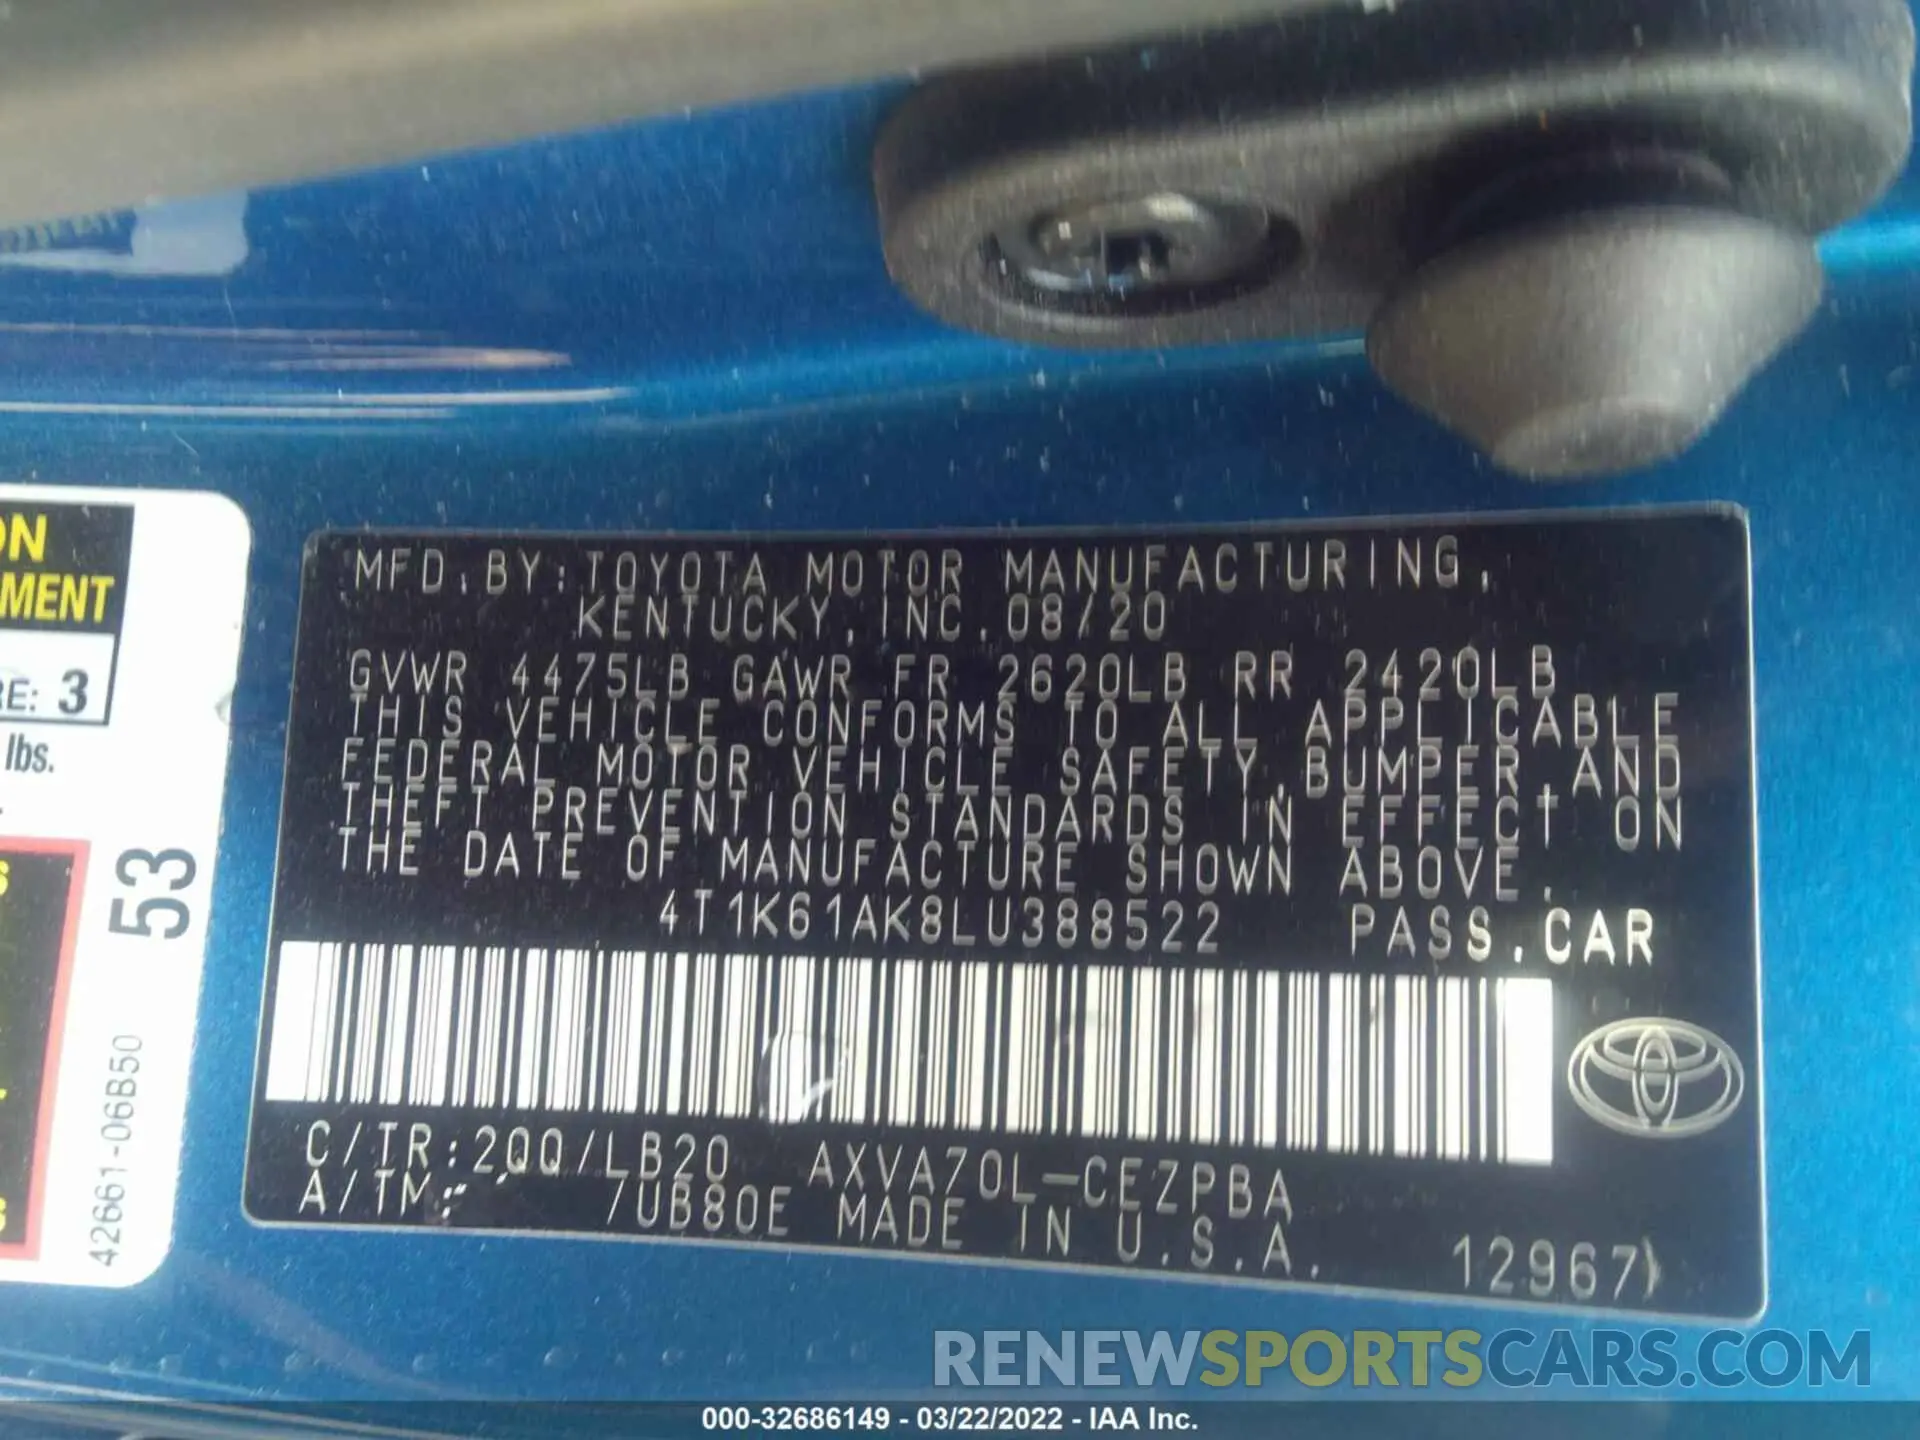 ON
MENT
RE: 3
lbs.
53
42661-06B50
MFD. BY: TOYOTA MOTOR MANUFACTURING,
KENTUCKY, INC. 08/20
GVWR 4475LB GAWR FR 2620LB RR 2420LB
THIS VEHICLE CONFORMS TO ALL APPLICABLE
FEDERAL MOTOR VEHICLE SAFETY, BUMPER, AND
THEFT PREVENTION STANDARDS IN EFFECT ON
THE DATE OF MANUFACTURE SHOWN ABOVE.
4T1K61AK8LU388522 PASS. CAR
C/TR: 2QQ/LB20 AXVA70L-CEZPBA
A/TM: /UB80E MADE IN U.S.A.
12967
RENEWSPORTSCARS.COM
000-32686149 - 03/22/2022 - IAA Inc.